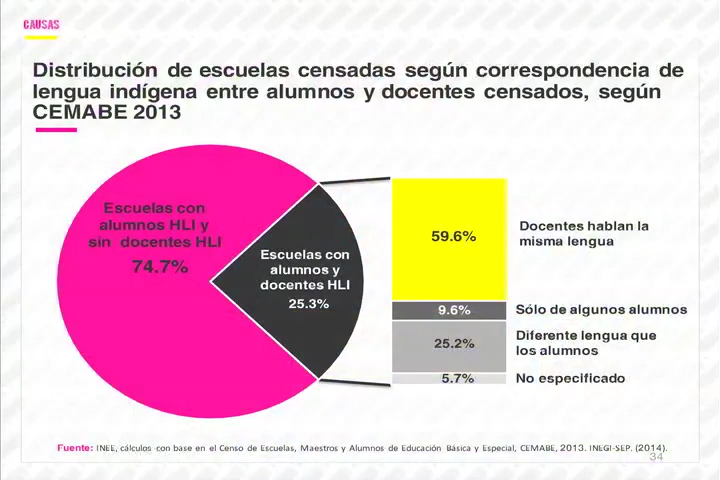 CAUSAS
Distribución de escuelas censadas según correspondencia de
lengua indígena entre alumnos y docentes censados, según
CEMABE 2013
Escuelas con
alumnos HLI y
sin docentes HLI
74.7%
Escuelas con
alumnos y
docentes HLI
25.3%
59.6%
Docentes hablan la
misma lengua
9.6%
Sólo de algunos alumnos
25.2%
Diferente lengua que
los alumnos
5.7%
No especificado
Fuente: INEE, cálculos con base en el Censo de Escuelas, Maestros y Alumnos de Educación Básica y Especial, CEMABE, 2013. INEGI-SEP. (2014).
34